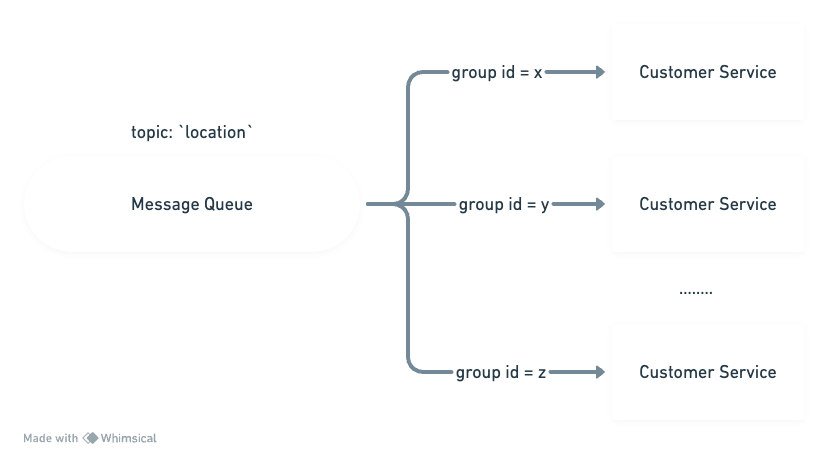 group id = x
Customer Service
topic: `location`
Message Queue
group id = y
Customer Service
........
group id = z
Customer Service
Made with Whimsical